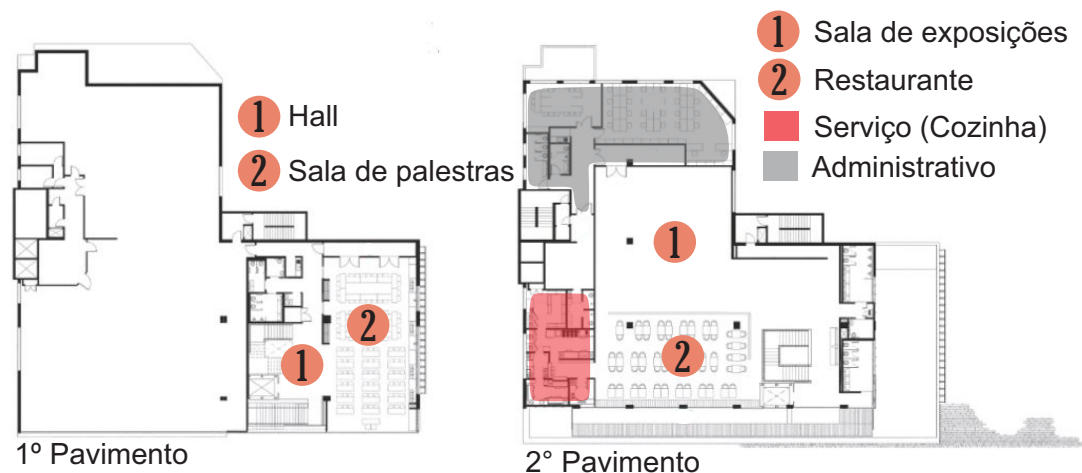 1 Hall
2 Sala de palestras
2
1
1º Pavimento
1 Sala de exposições
2 Restaurante
Serviço (Cozinha)
Administrativo
1
2
2° Pavimento